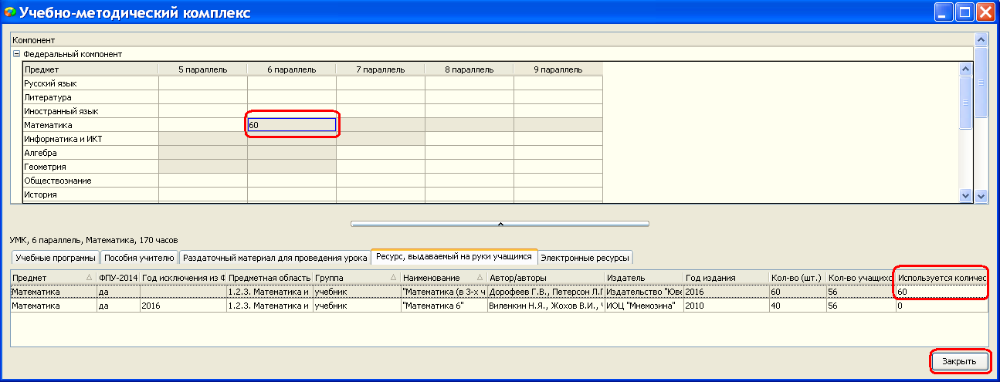 Учебно-методический комплекс
Компонент
Федеральный компонент
Предмет 5 параллель 6 параллель 7 параллель 8 параллель 9 параллель
Русский язык
Литература
Иностранный язык
Математика 60
Информатика и ИКТ
Алгебра
Геометрия
Обществознание
История
УМК, 6 параллель, Математика, 170 часов
Учебные программы Пособия учителю Раздаточный материал для проведения урока Ресурс, выдаваемый на руки учащимся Электронные ресурсы
Предмет ФПУ-2014 Год исключения из Ф Предметная область Группа Наименование Автор/авторы Издатель Год издания Кол-во (шт.) Кол-во учащихс Используется количес
Математика да 1.2.3. Математика и учебник "Математика (в 3-х ч Дорофеев Г.В., Петерсон Л.Г Издательство "Юве 2016 60 56 60
Математика да 2016 1.2.3. Математика и учебник "Математика 6" Виленкин Н.Я., Жохов В.И., Ч ИОЦ "Мнемозина" 2010 40 56 0
Закрыть